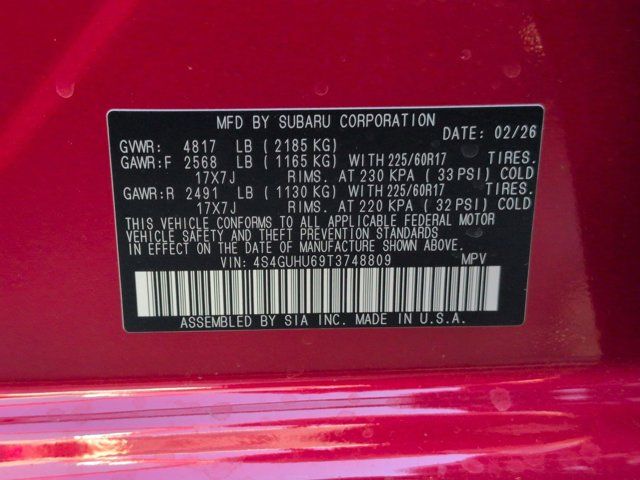 MFD BY SUBARU CORPORATION
DATE: 02/26
GVWR: 4817 LB ( 2185 KG)
GAWR:F 2568 LB ( 1165 KG) WITH 225/60R17 TIRES.
17X7J RIMS. AT 230 KPA ( 33 PSI) COLD
GAWR:R 2491 LB ( 1130 KG) WITH 225/60R17 TIRES.
17X7J RIMS. AT 220 KPA ( 32 PSI) COLD
THIS VEHICLE CONFORMS TO ALL APPLICABLE FEDERAL MOTOR
VEHICLE SAFETY AND THEFT PREVENTION STANDARDS
IN EFFECT ON THE DATE OF MANUFACTURE SHOWN ABOVE.
VIN: 4S4GUHU69T3748809 MPV
ASSEMBLED BY SIA INC. MADE IN U.S.A.